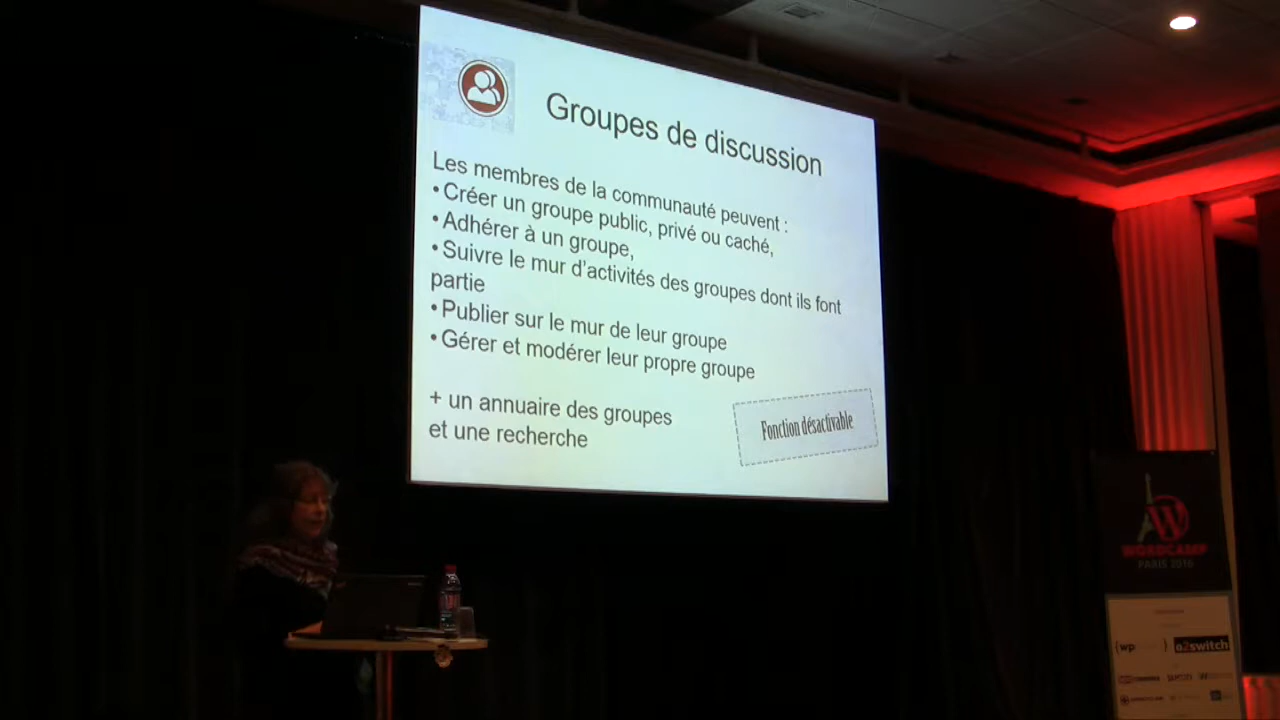 Groupes de discussion
Les membres de la communauté peuvent :
•Créer un groupe public, privé ou caché,
•Adhérer à un groupe,
•Suivre le mur d'activités des groupes dont ils font
partie
•Publier sur le mur de leur groupe
•Gérer et modérer leur propre groupe
+ un annuaire des groupes
et une recherche
Fonction désactivable
W
WORDCAMP
PARIS 2016
{wp }
o2switch